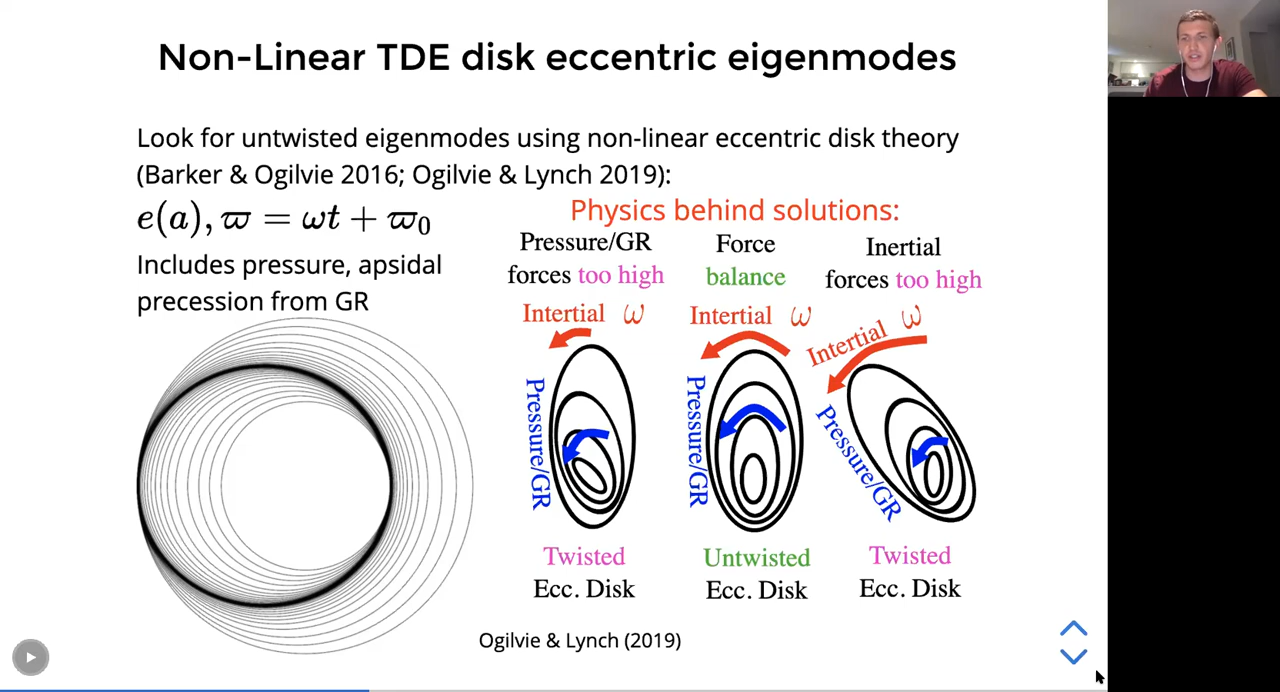 Non-Linear TDE disk eccentric eigenmodes
Look for untwisted eigenmodes using non-linear eccentric disk theory
(Barker & Ogilvie 2016; Ogilvie & Lynch 2019):
e(a), ϖ = ωt + ϖ₀
Includes pressure, apsidal
precession from GR
Physics behind solutions:
Pressure/GR
forces too high
Intertial ω
Pressure/GR
Twisted
Ecc. Disk
Force
balance
Intertial ω
Pressure/GR
Untwisted
Ecc. Disk
Inertial
forces too high
Intertial ω
Pressure/GR
Twisted
Ecc. Disk
Ogilvie & Lynch (2019)